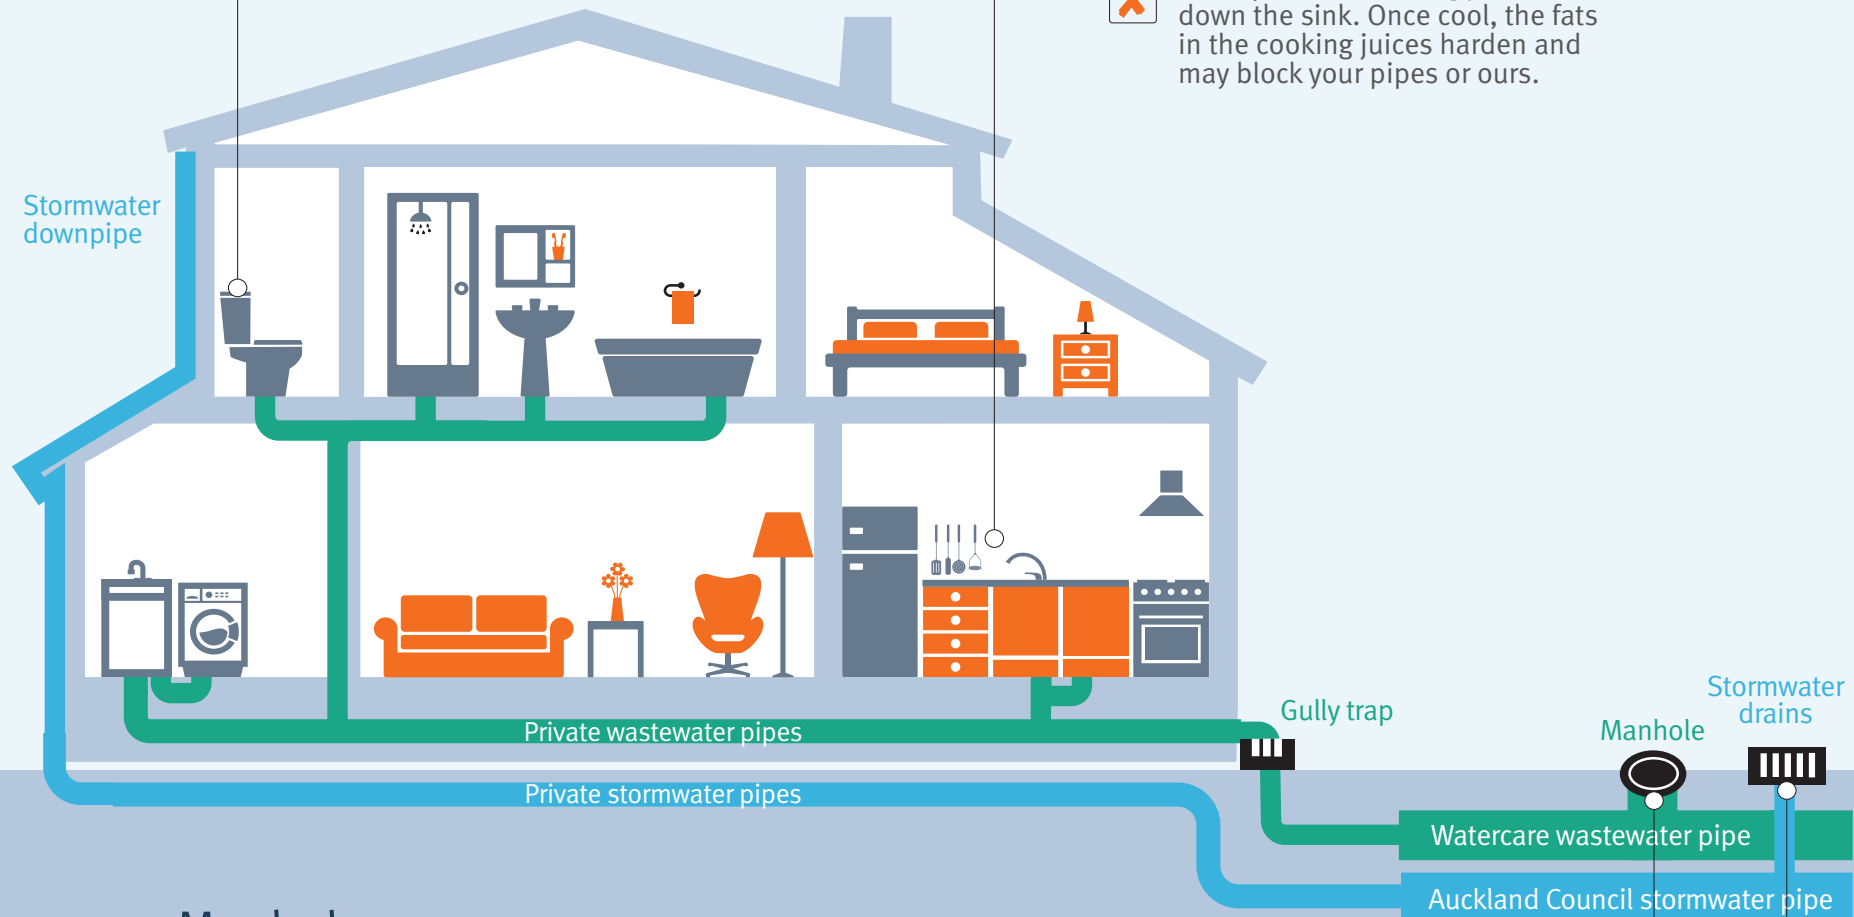 down the sink. Once cool, the fats
in the cooking juices harden and
may block your pipes or ours.
Stormwater
downpipe
Gully trap
Stormwater
drains
Manhole
Private wastewater pipes
Private stormwater pipes
Watercare wastewater pipe
Auckland Council stormwater pipe